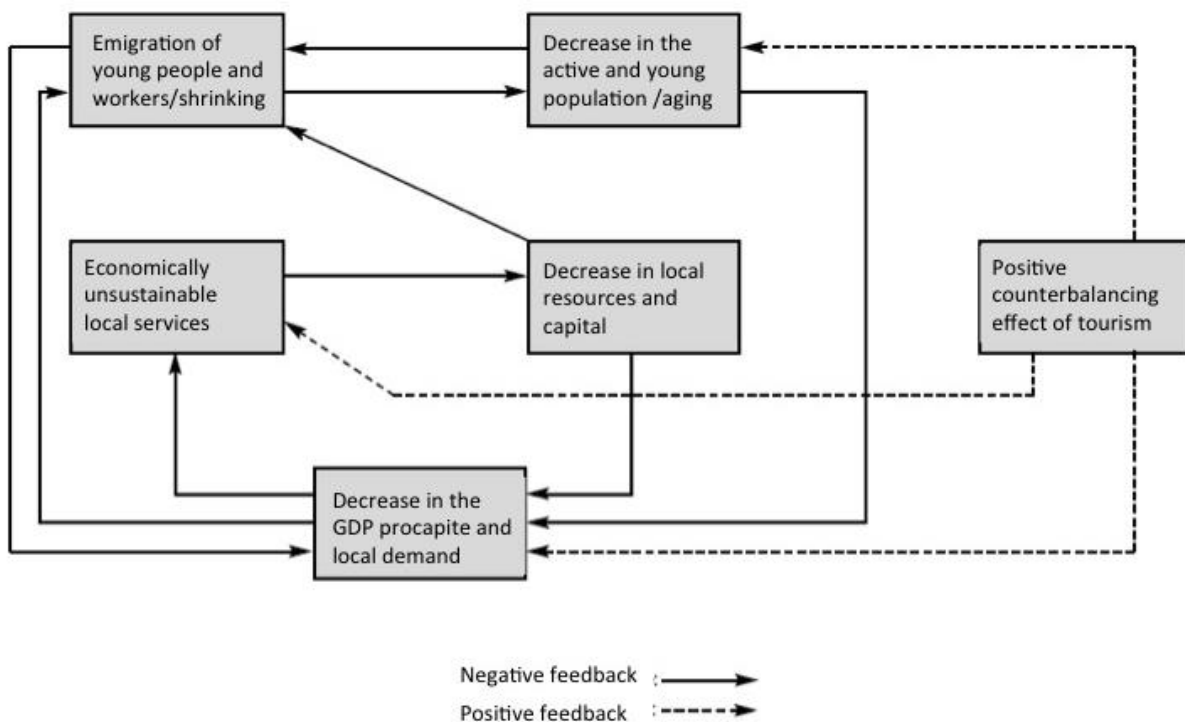 Emigration of
young people and
workers/shrinking
Decrease in the
active and young
population /aging
Economically
unsustainable
local services
Decrease in local
resources and
capital
Positive
counterbalancing
effect of tourism
Decrease in the
GDP procapite and
local demand
Negative feedback :
Positive feedback :